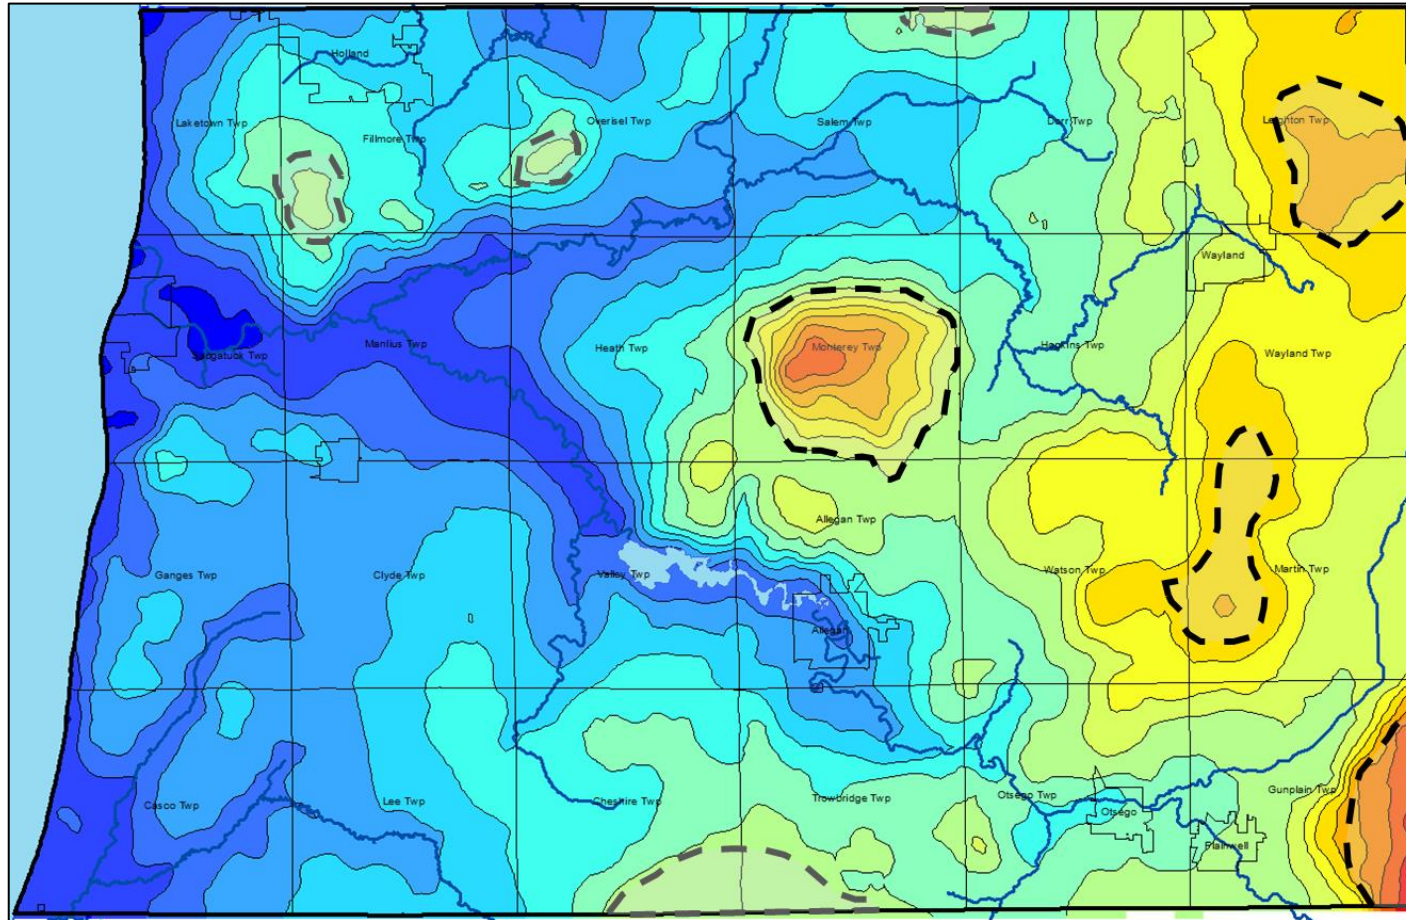 Holland
Laketown Twp
Fillmore Twp
Overisel Twp
Salem Twp
Dorr Twp
Leighton Twp
Wayland
Saugatuck Twp
Manlius Twp
Heath Twp
Monterey Twp
Hopkins Twp
Wayland Twp
Allegan Twp
Ganges Twp
Clyde Twp
Valley Twp
Watson Twp
Martin Twp
Allegan
Casco Twp
Lee Twp
Cheshire Twp
Trowbridge Twp
Otsego Twp
Gunplain Twp
Otsego
Plainwell